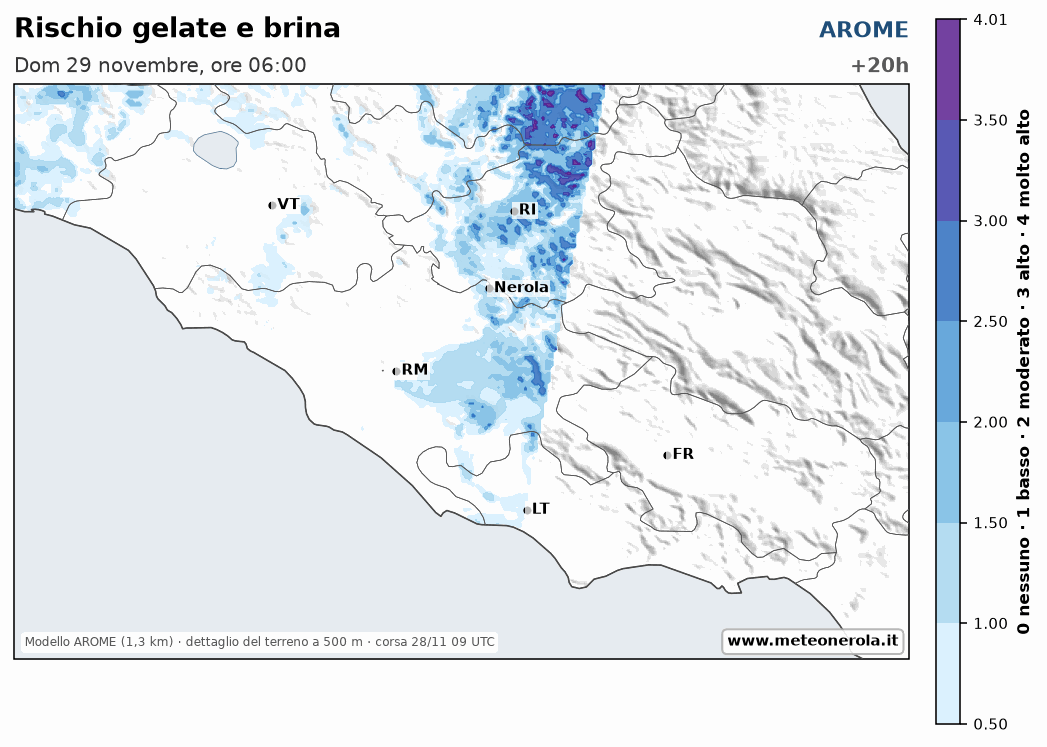 Rischio gelate e brina
AROME
Dom 29 novembre, ore 06:00
+20h
VT
RI
Nerola
RM
FR
LT
Modello AROME (1,3 km) · dettaglio del terreno a 500 m · corsa 28/11 09 UTC
www.meteonerola.it
4.01
3.50
3.00
2.50
2.00
1.50
1.00
0.50
0 nessuno · 1 basso · 2 moderato · 3 alto · 4 molto alto